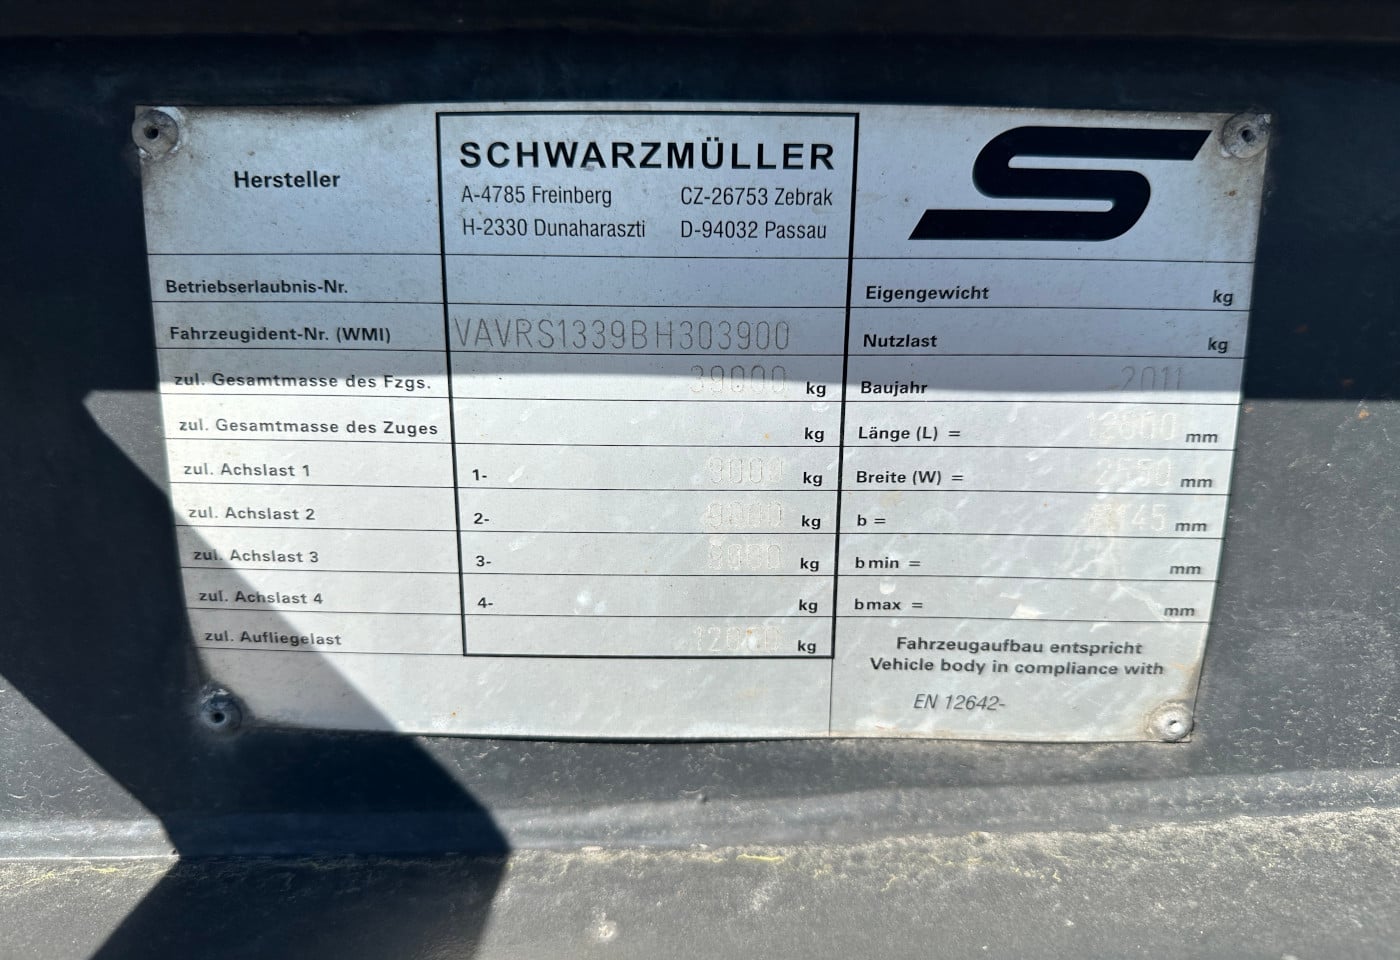 Hersteller
SCHWARZMÜLLER
A-4785 Freinberg CZ-26753 Zebrak
H-2330 Dunaharaszti D-94032 Passau
Betriebserlaubnis-Nr.
Fahrzeugident-Nr. (WMI) VAVRS1339BH303900
zul. Gesamtmasse des Fzgs. 39000 kg
zul. Gesamtmasse des Zuges kg
zul. Achslast 1 1- 9000 kg
zul. Achslast 2 2- 9000 kg
zul. Achslast 3 3- 9000 kg
zul. Achslast 4 4- kg
zul. Aufliegelast 12000 kg
Eigengewicht kg
Nutzlast kg
Baujahr 2011
Länge (L) = mm
Breite (W) = 2550 mm
b = mm
bmin = mm
bmax = mm
Fahrzeugaufbau entspricht
Vehicle body in compliance with
EN 12642-